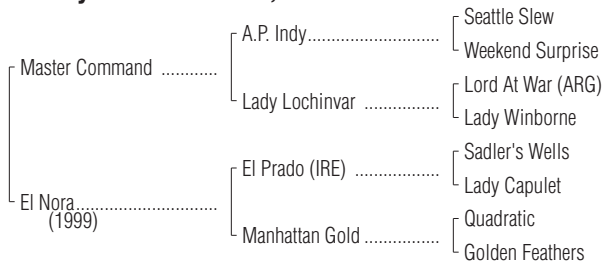 Seattle Slew
A.P. Indy..................
Weekend Surprise
Master Command ............
Lord At War (ARG)
Lady Lochinvar ................
Lady Winborne
Sadler's Wells
El Prado (IRE) ..................
Lady Capulet
El Nora..............................
(1999)
Quadratic
Manhattan Gold ................
Golden Feathers